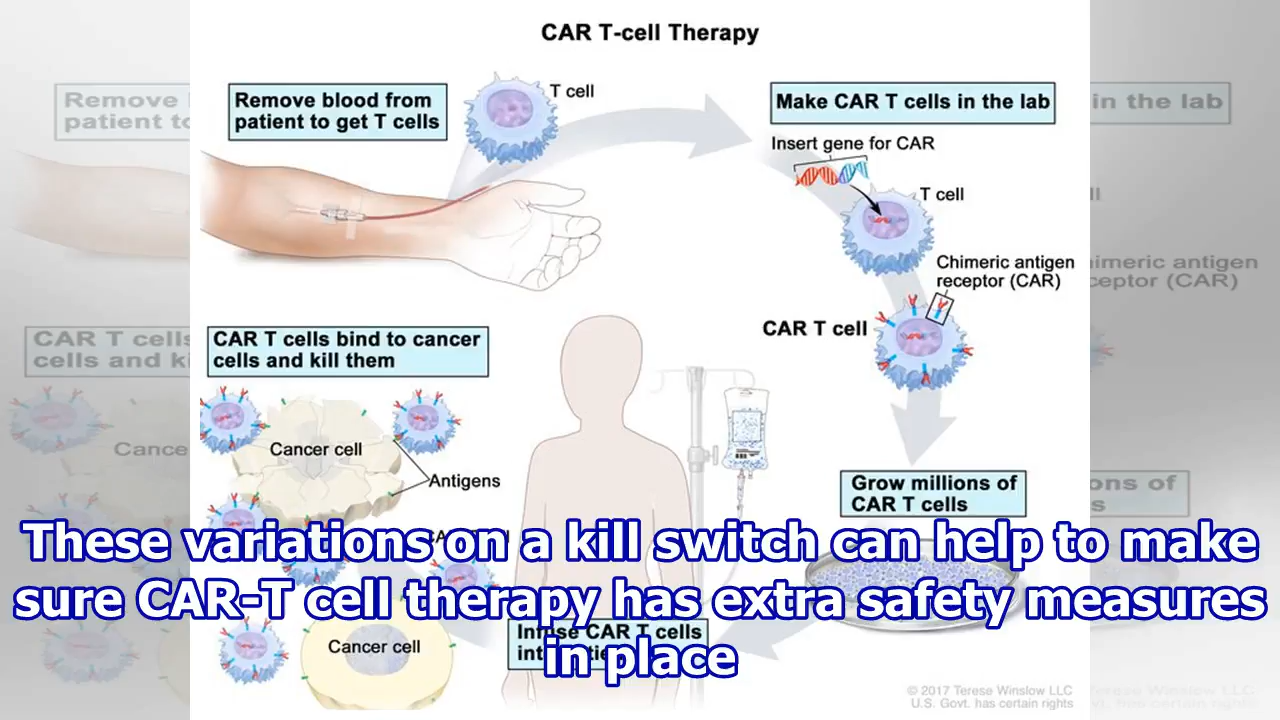 CAR T-cell Therapy
Remove blood from
patient to get T cells
T cell
Make CAR T cells in the lab
Insert gene for CAR
T cell
Chimeric antigen
receptor (CAR)
CAR T cell
CAR T cells bind to cancer
cells and kill them
Cancer cell
Antigens
Grow millions of
CAR T cells
Cancer cell
Infuse CAR T cells
These variations on a kill switch can help to make
sure CAR-T cell therapy has extra safety measures
in place
© 2017 Terese Winslow LLC
U.S. Govt. has certain rights